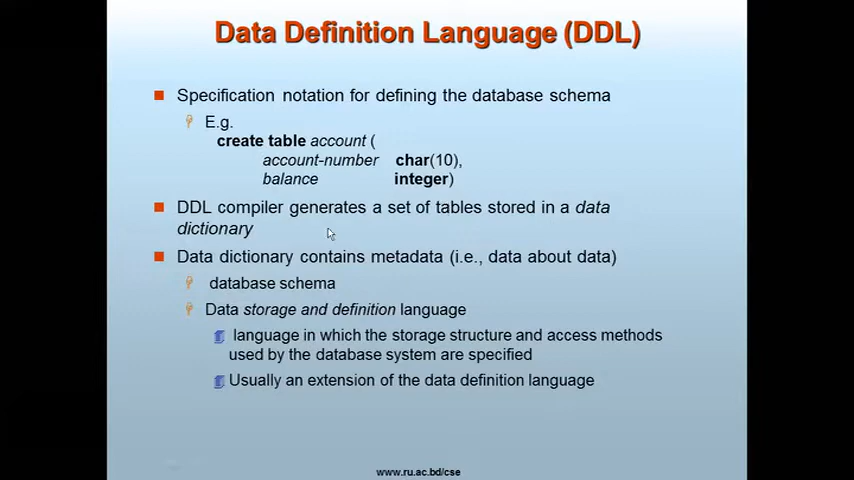 Data Definition Language (DDL)
Specification notation for defining the database schema
E.g.
create table account (
account-number char(10),
balance integer)
DDL compiler generates a set of tables stored in a data
dictionary
Data dictionary contains metadata (i.e., data about data)
database schema
Data storage and definition language
language in which the storage structure and access methods
used by the database system are specified
Usually an extension of the data definition language
www.ru.ac.bd/cse